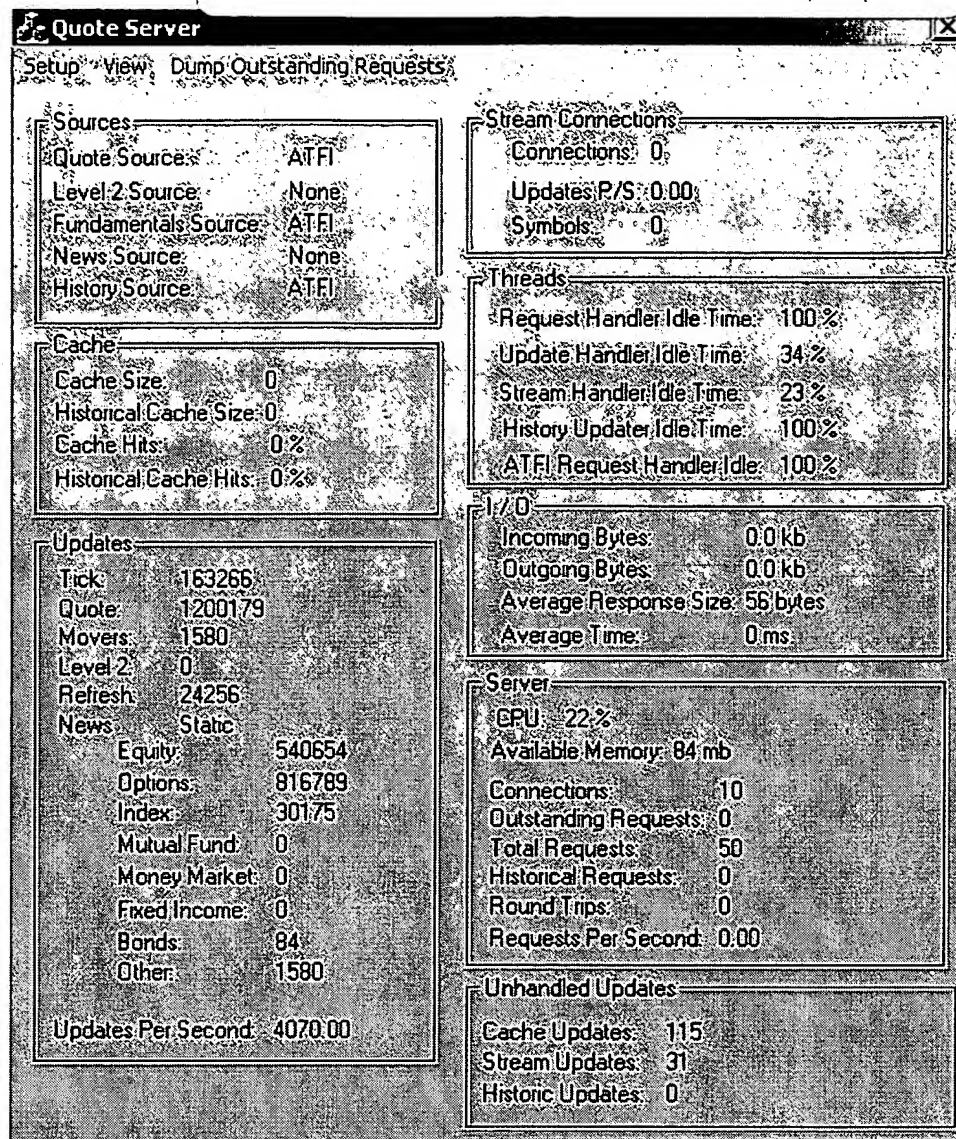 Quote Server
Setup View Dump Outstanding Requests
Sources
Quote Source: ATFI
Level 2 Source: None
Fundamentals Source: ATFI
News Source: None
History Source: ATFI
Cache
Cache Size: 0
Historical Cache Size: 0
Cache Hits: 0 %
Historical Cache Hits: 0 %
Updates
Tick: 163266
Quote: 1200179
Movers: 1580
Level 2: 0
Refresh: 24256
News: Static
Equity: 540654
Options: 816789
Index: 30175
Mutual Fund: 0
Money Market: 0
Fixed Income: 0
Bonds: 84
Other: 1580
Updates Per Second: 4070.00
Stream Connections
Connections: 0
Updates P/S: 0.00
Symbols: 0
Threads
Request Handler Idle Time: 100 %
Update Handler Idle Time: 34 %
Stream Handler Idle Time: 23 %
History Updater Idle Time: 100 %
ATFI Request Handler Idle: 100 %
I / O
Incoming Bytes: 0.0 kb
Outgoing Bytes: 0.0 kb
Average Response Size: 56 bytes
Average Time: 0 ms
Server
CPU: 22 %
Available Memory: 84 mb
Connections: 10
Outstanding Requests: 0
Total Requests: 50
Historical Requests: 0
Round Trips: 0
Requests Per Second: 0.00
Unhandled Updates
Cache Updates: 115
Stream Updates: 31
Historic Updates: 0